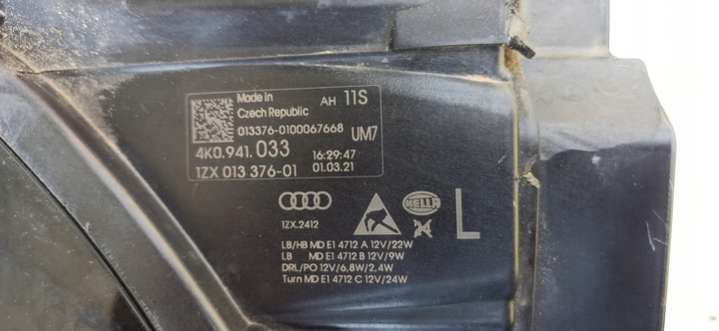 Made in
Czech Republic
AH 11S
013376-0100067668
UM7
4K0.941.033
16:29:47
1ZX 013 376-01
01.03.21
1ZX.2412
HELLA
L
LB/HB MD E1 4712 A 12V/22W
LB MD E1 4712 B 12V/9W
DRL/PO 12V/6,8W/2,4W
Turn MD E1 4712 C 12V/24W